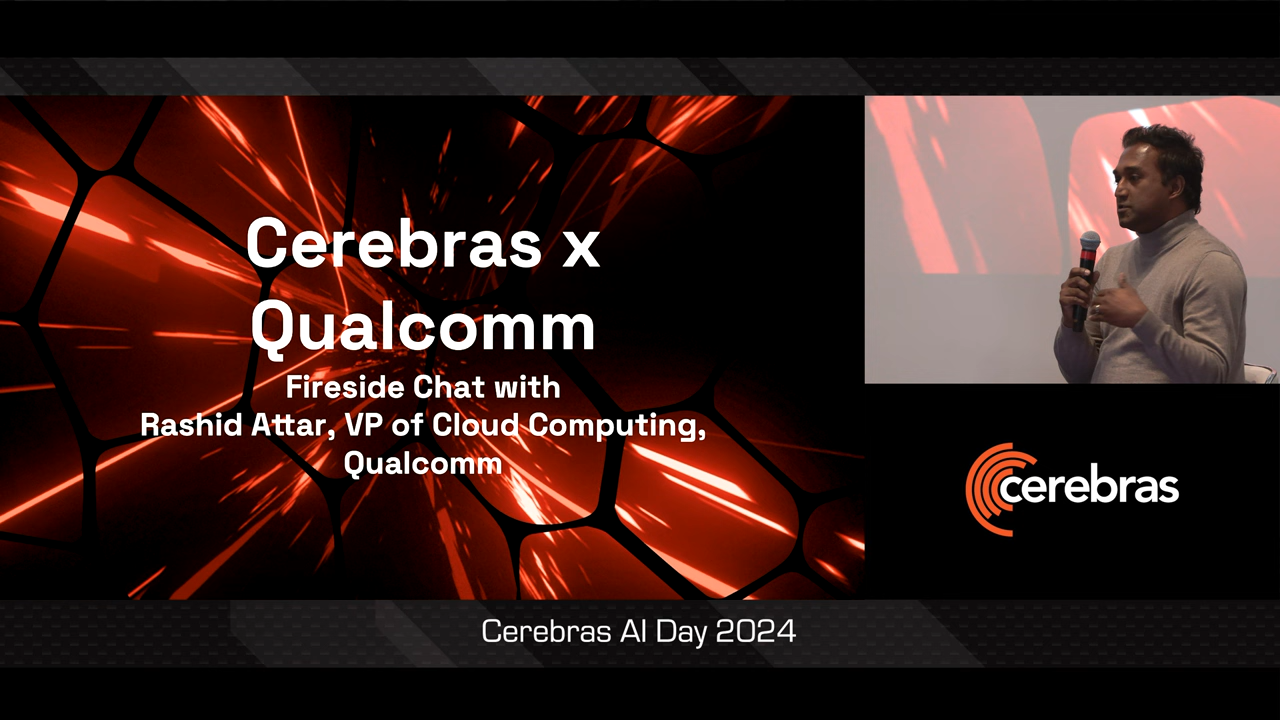 Cerebras x
Qualcomm
Fireside Chat with
Rashid Attar, VP of Cloud Computing,
Qualcomm
cerebras
Cerebras AI Day 2024